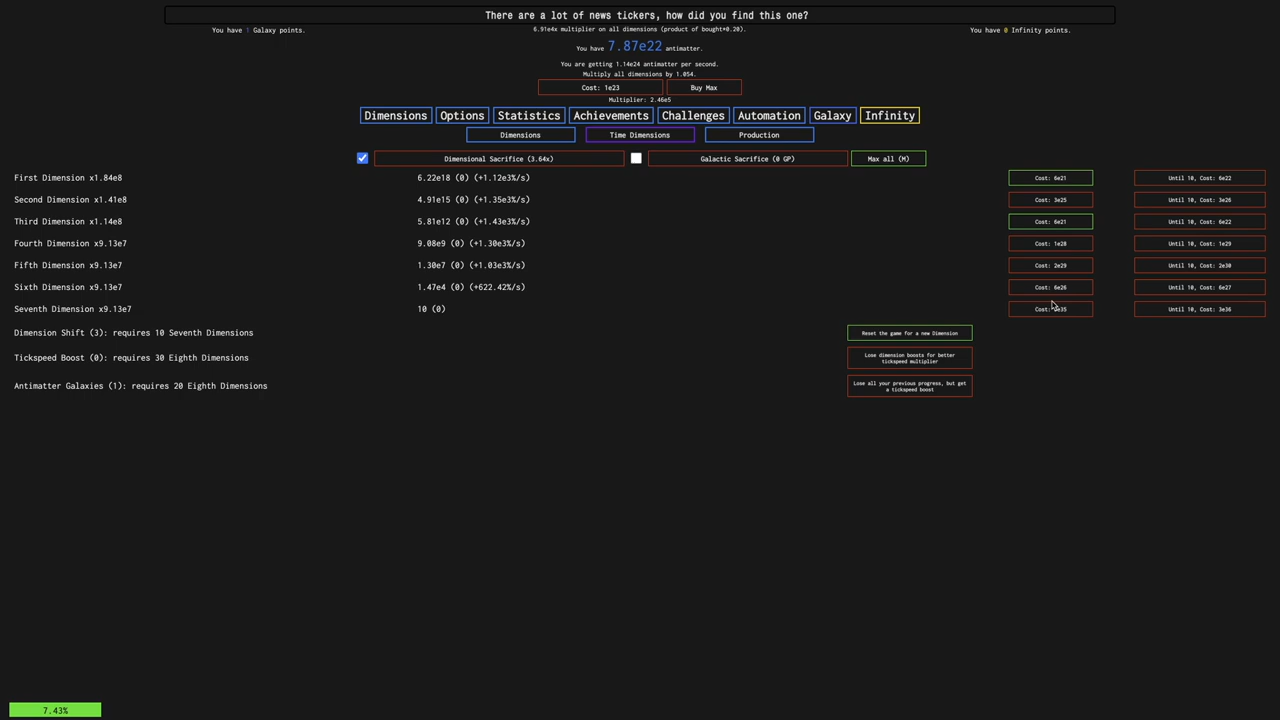 There are a lot of news tickers, how did you find this one?
You have 1 Galaxy points.
6.91e4x multiplier on all dimensions (product of bought*0.20).
You have 0 Infinity points.
You have 7.87e22 antimatter.
You are getting 1.14e24 antimatter per second.
Multiply all dimensions by 1.054.
Cost: 1e23 Buy Max
Multiplier: 2.46e5
Dimensions Options Statistics Achievements Challenges Automation Galaxy Infinity
Dimensions Time Dimensions Production
Dimensional Sacrifice (3.64x) Galactic Sacrifice (0 GP) Max all (M)
First Dimension x1.84e8 6.22e18 (0) (+1.12e3%/s) Cost: 6e21 Until 10, Cost: 6e22
Second Dimension x1.41e8 4.91e15 (0) (+1.35e3%/s) Cost: 3e25 Until 10, Cost: 3e26
Third Dimension x1.14e8 5.81e12 (0) (+1.43e3%/s) Cost: 6e21 Until 10, Cost: 6e22
Fourth Dimension x9.13e7 9.08e9 (0) (+1.30e3%/s) Cost: 1e28 Until 10, Cost: 1e29
Fifth Dimension x9.13e7 1.30e7 (0) (+1.03e3%/s) Cost: 2e29 Until 10, Cost: 2e30
Sixth Dimension x9.13e7 1.47e4 (0) (+622.42%/s) Cost: 6e26 Until 10, Cost: 6e27
Seventh Dimension x9.13e7 10 (0) Cost: Until 10, Cost: 3e36
Dimension Shift (3): requires 10 Seventh Dimensions Reset the game for a new Dimension
Tickspeed Boost (0): requires 30 Eighth Dimensions Lose dimension boosts for better
tickspeed multiplier
Antimatter Galaxies (1): requires 20 Eighth Dimensions Lose all your previous progress, but get
a tickspeed boost
7.43%